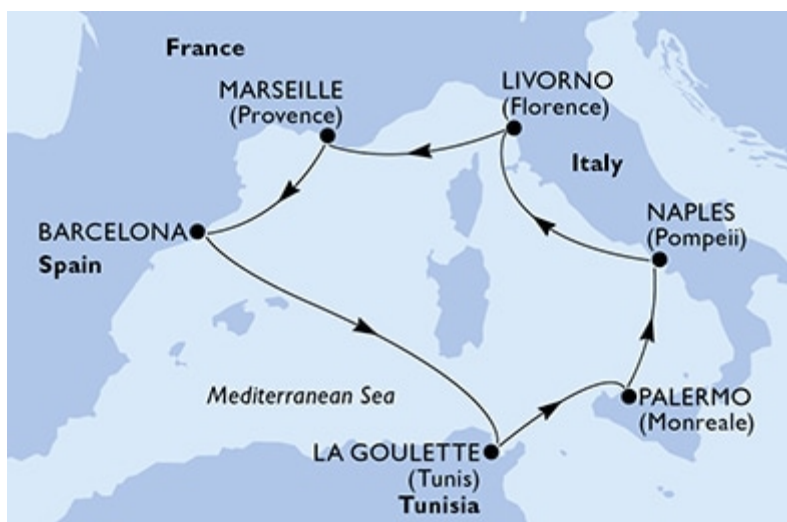 France
MARSEILLE
(Provence)
LIVORNO
(Florence)
Italy
NAPLES
(Pompeii)
BARCELONA
Spain
Mediterranean Sea
PALERMO
(Monreale)
LA GOULETTE
(Tunis)
Tunisia